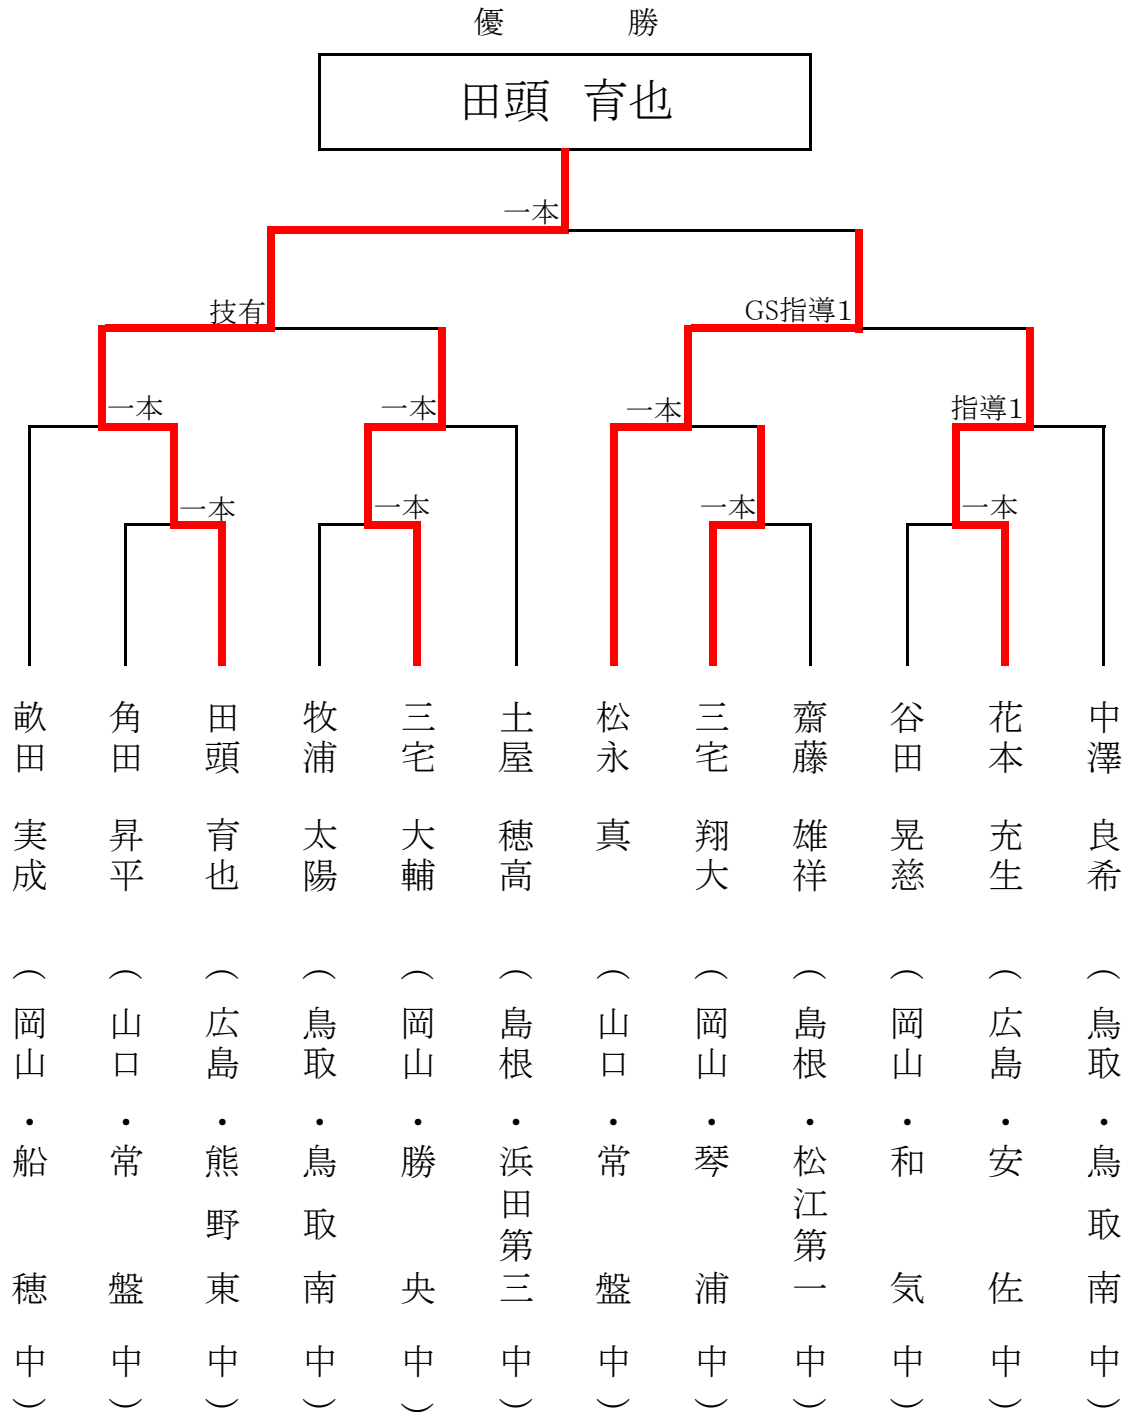 優　勝
田頭　育也
一本
技有
GS指導1
一本
一本
一本
指導1
一本
一本
一本
一本
畝田　実成　（岡山・船穂中）
角田　昇平　（山口・常盤中）
田頭　育也　（広島・熊野東中）
牧浦　太陽　（鳥取・鳥取南中）
三宅　大輔　（岡山・勝央中）
土屋　穂高　（島根・浜田第三中）
松永　真　（山口・常盤中）
三宅　翔大　（岡山・琴浦中）
齋藤　雄祥　（島根・松江第一中）
谷田　晃慈　（岡山・和気中）
花本　充生　（広島・安佐中）
中澤　良希　（鳥取・鳥取南中）